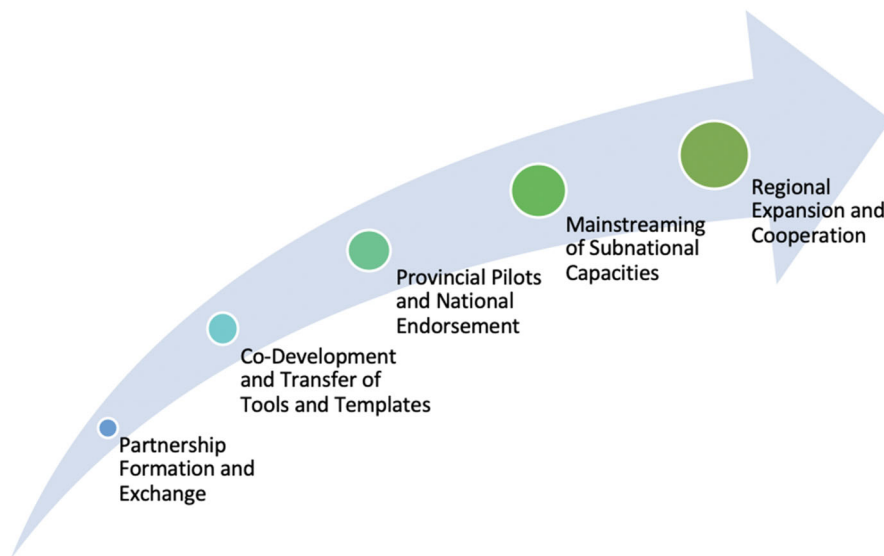 Partnership
Formation and
Exchange
Co-Development
and Transfer of
Tools and Templates
Provincial Pilots
and National
Endorsement
Mainstreaming
of Subnational
Capacities
Regional
Expansion and
Cooperation